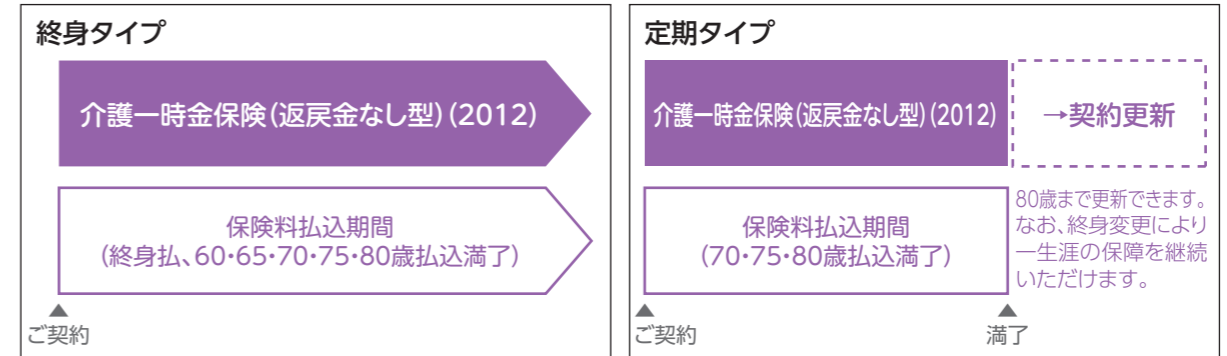 終身タイプ
介護一時金保険(返戻金なし型)(2012)
保険料払込期間
(終身払、60・65・70・75・80歳払込満了)
ご契約
定期タイプ
介護一時金保険(返戻金なし型)(2012)
→契約更新
保険料払込期間
(70・75・80歳払込満了)
80歳まで更新できます。
なお、終身変更により
一生涯の保障を継続
いただけます。
ご契約
満了